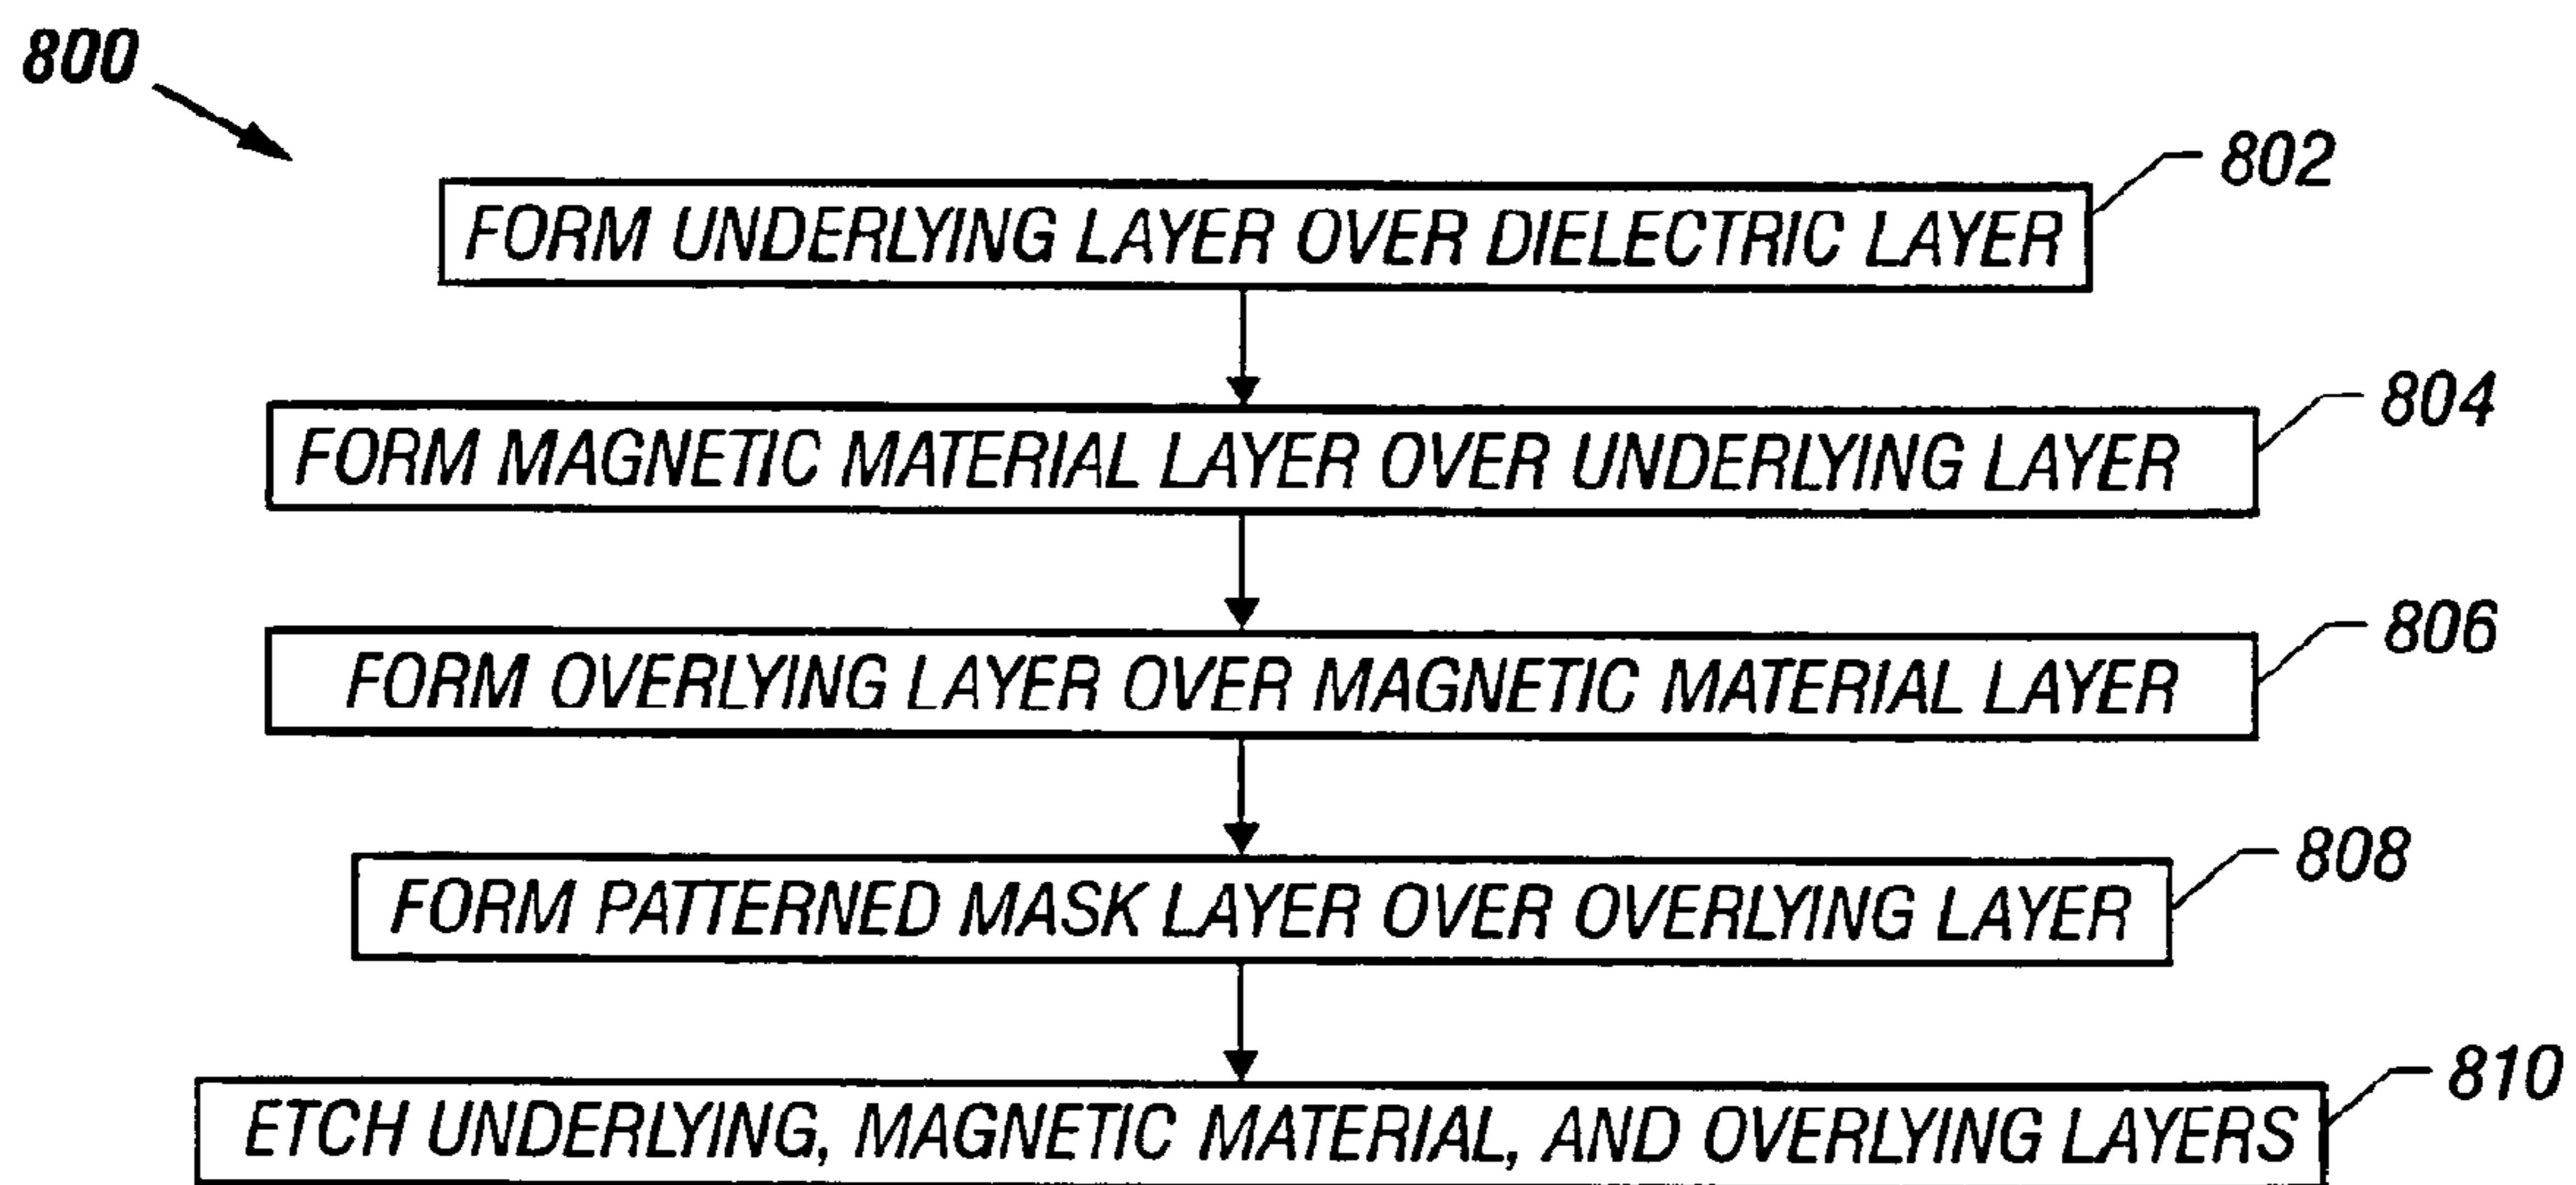 800
802
FORM UNDERLYING LAYER OVER DIELECTRIC LAYER
804
FORM MAGNETIC MATERIAL LAYER OVER UNDERLYING LAYER
806
FORM OVERLYING LAYER OVER MAGNETIC MATERIAL LAYER
808
FORM PATTERNED MASK LAYER OVER OVERLYING LAYER
810
ETCH UNDERLYING, MAGNETIC MATERIAL, AND OVERLYING LAYERS